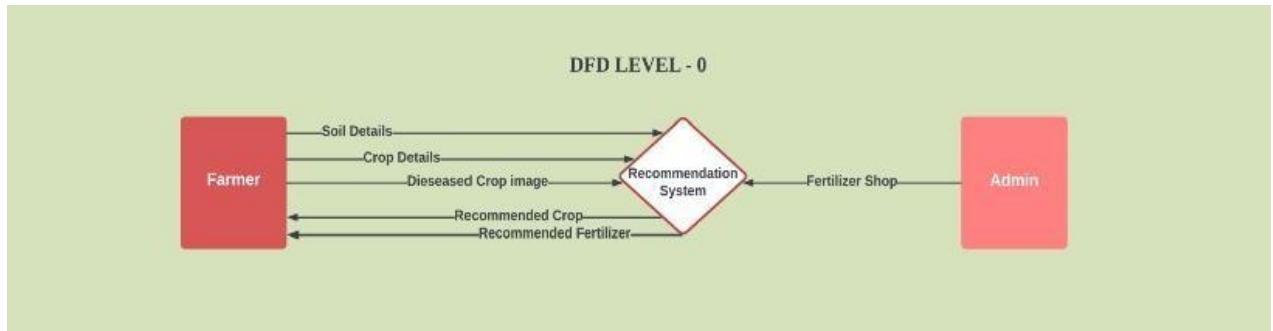 DFD LEVEL - 0
Soil Details
Crop Details
Farmer
Dieseased Crop image
Recommendation
System
Fertilizer Shop
Admin
Recommended Crop
Recommended Fertilizer